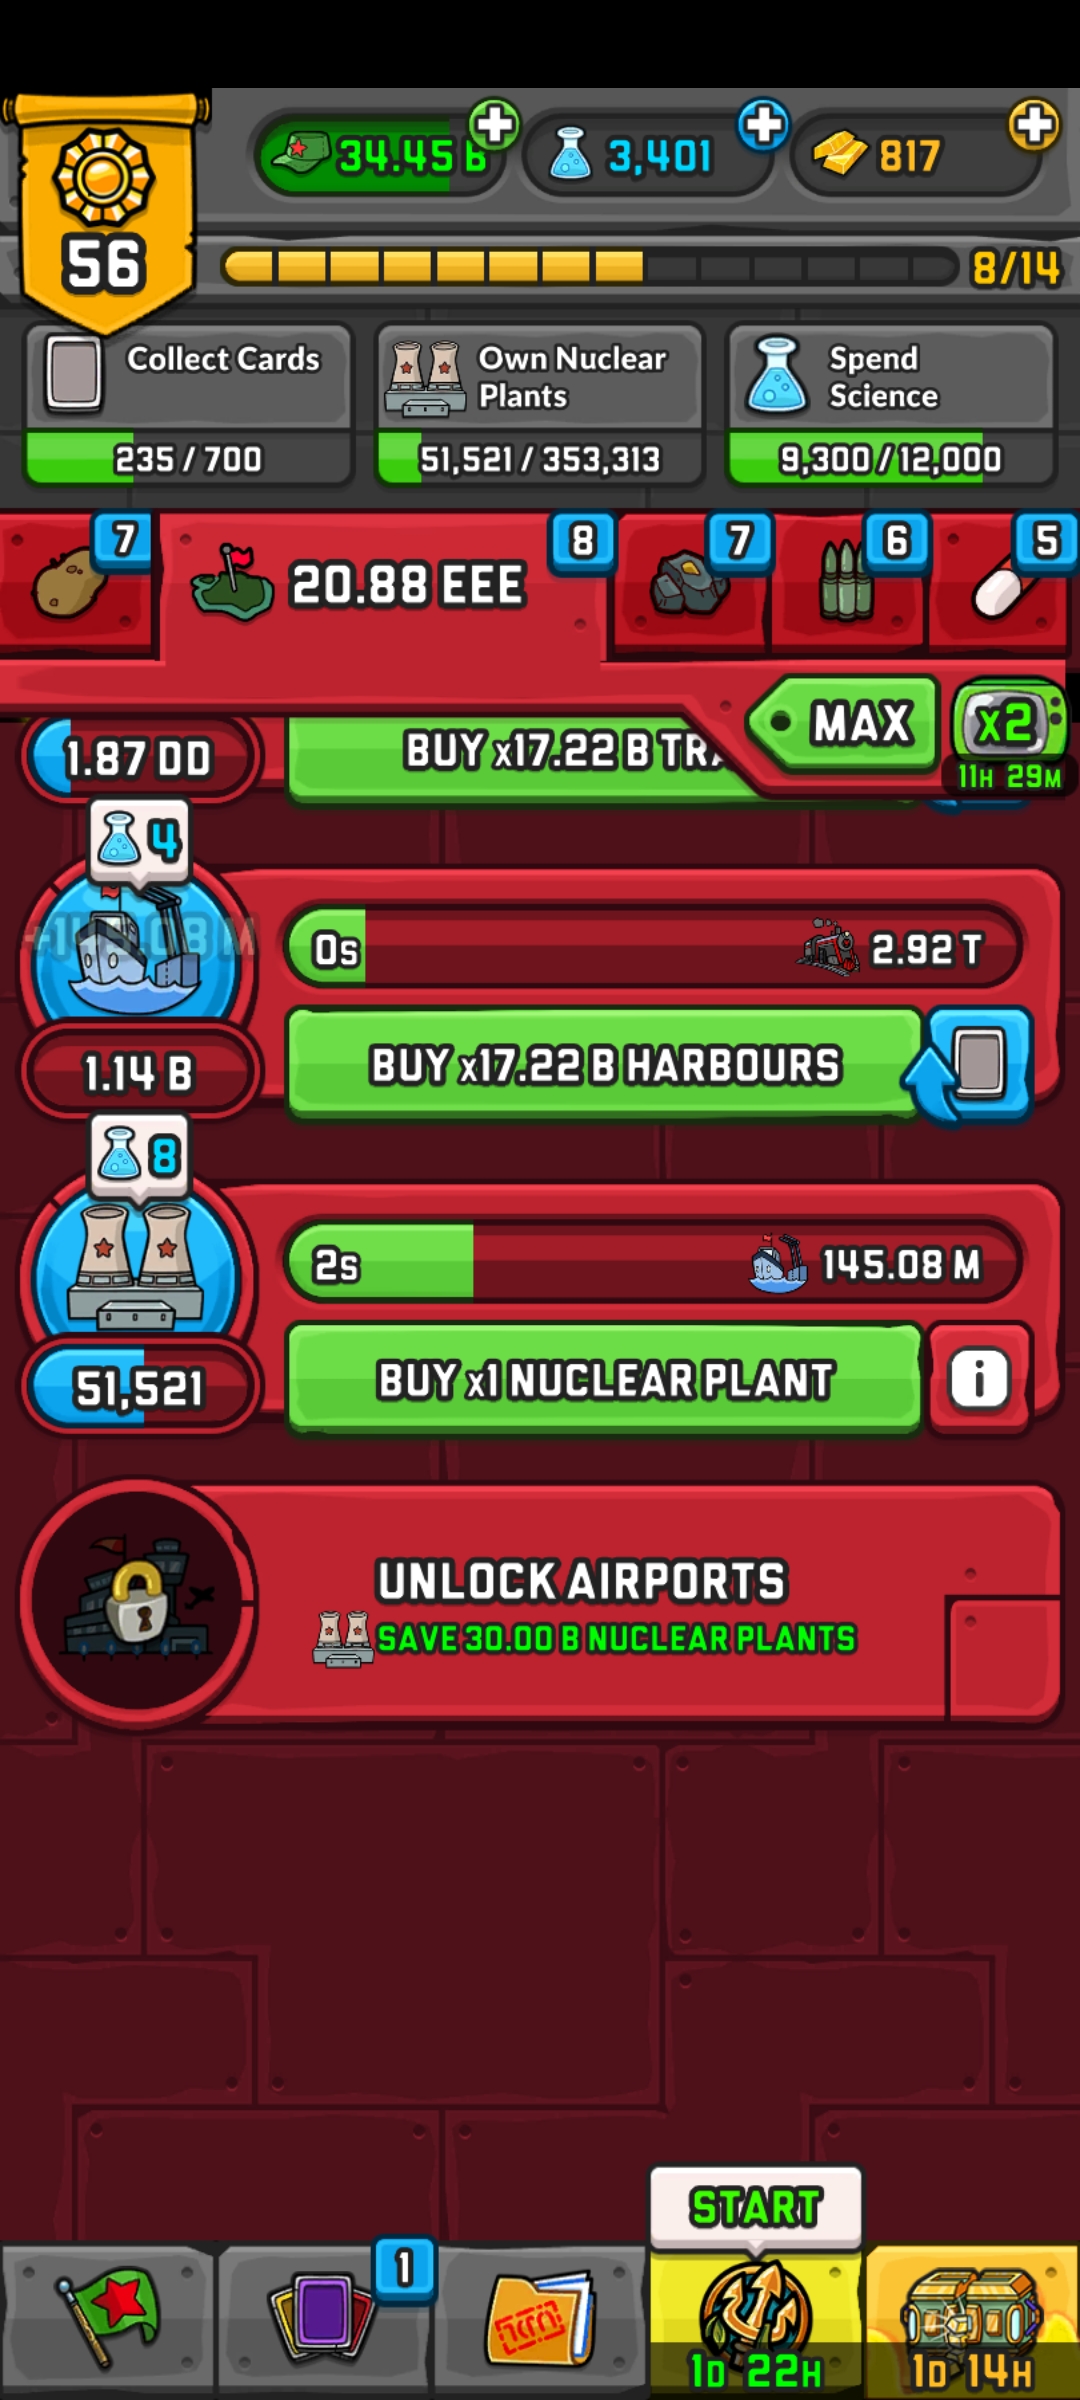 34.45 B
3,401
817
56
8/14
Collect Cards
235 / 700
Own Nuclear
Plants
51,521 / 353,313
Spend
Science
9,300 / 12,000
7
20.88 EEE
8
7
6
5
MAX
x2
11H 29M
1.87 DD
BUY x17.22 B
4
0s
2.92 T
1.14 B
BUY x17.22 B HARBOURS
8
2s
145.08 M
51,521
BUY x1 NUCLEAR PLANT
i
UNLOCK AIRPORTS
SAVE 30.00 B NUCLEAR PLANTS
START
1
1D 22H
1D 14H